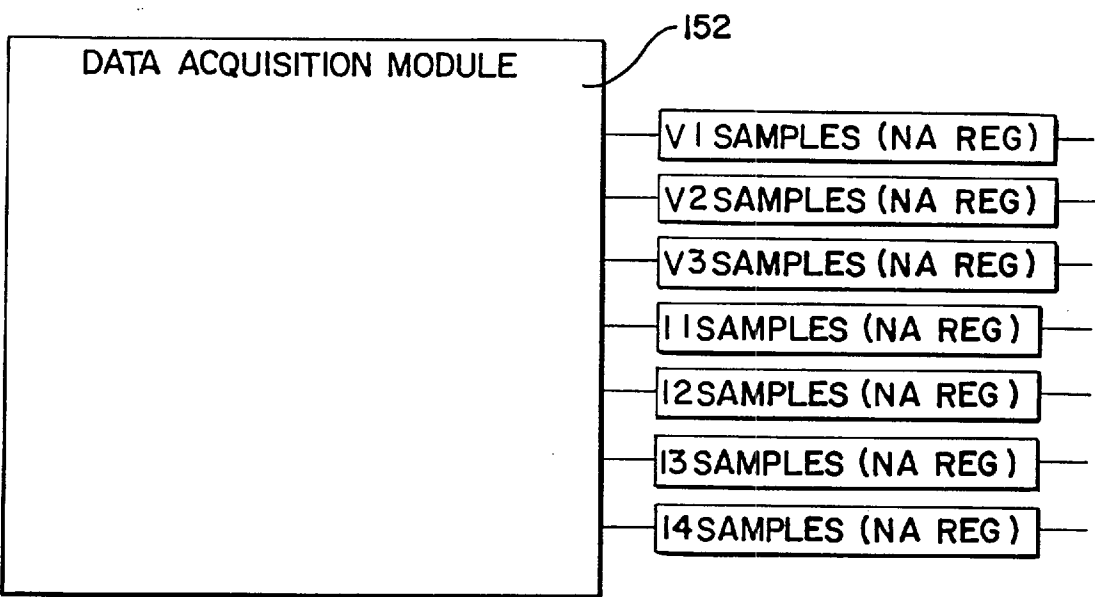 152
DATA ACQUISITION MODULE
V1 SAMPLES (NA REG)
V2 SAMPLES (NA REG)
V3 SAMPLES (NA REG)
I1 SAMPLES (NA REG)
I2 SAMPLES (NA REG)
I3 SAMPLES (NA REG)
I4 SAMPLES (NA REG)